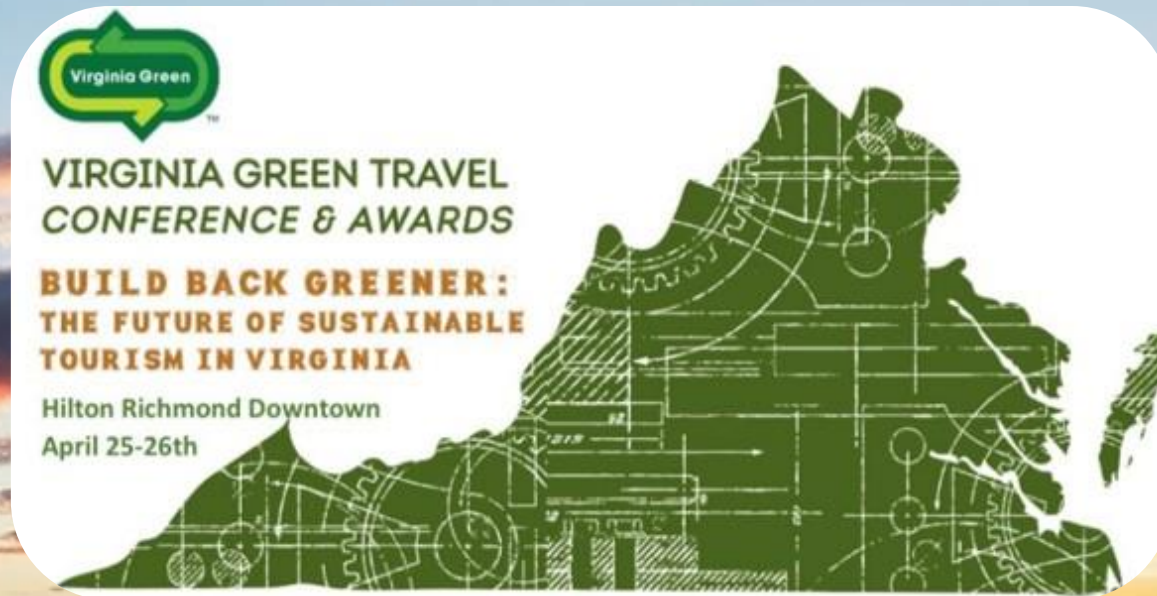 Virginia Green
TM
VIRGINIA GREEN TRAVEL
CONFERENCE & AWARDS
BUILD BACK GREENER:
THE FUTURE OF SUSTAINABLE
TOURISM IN VIRGINIA
Hilton Richmond Downtown
April 25-26th